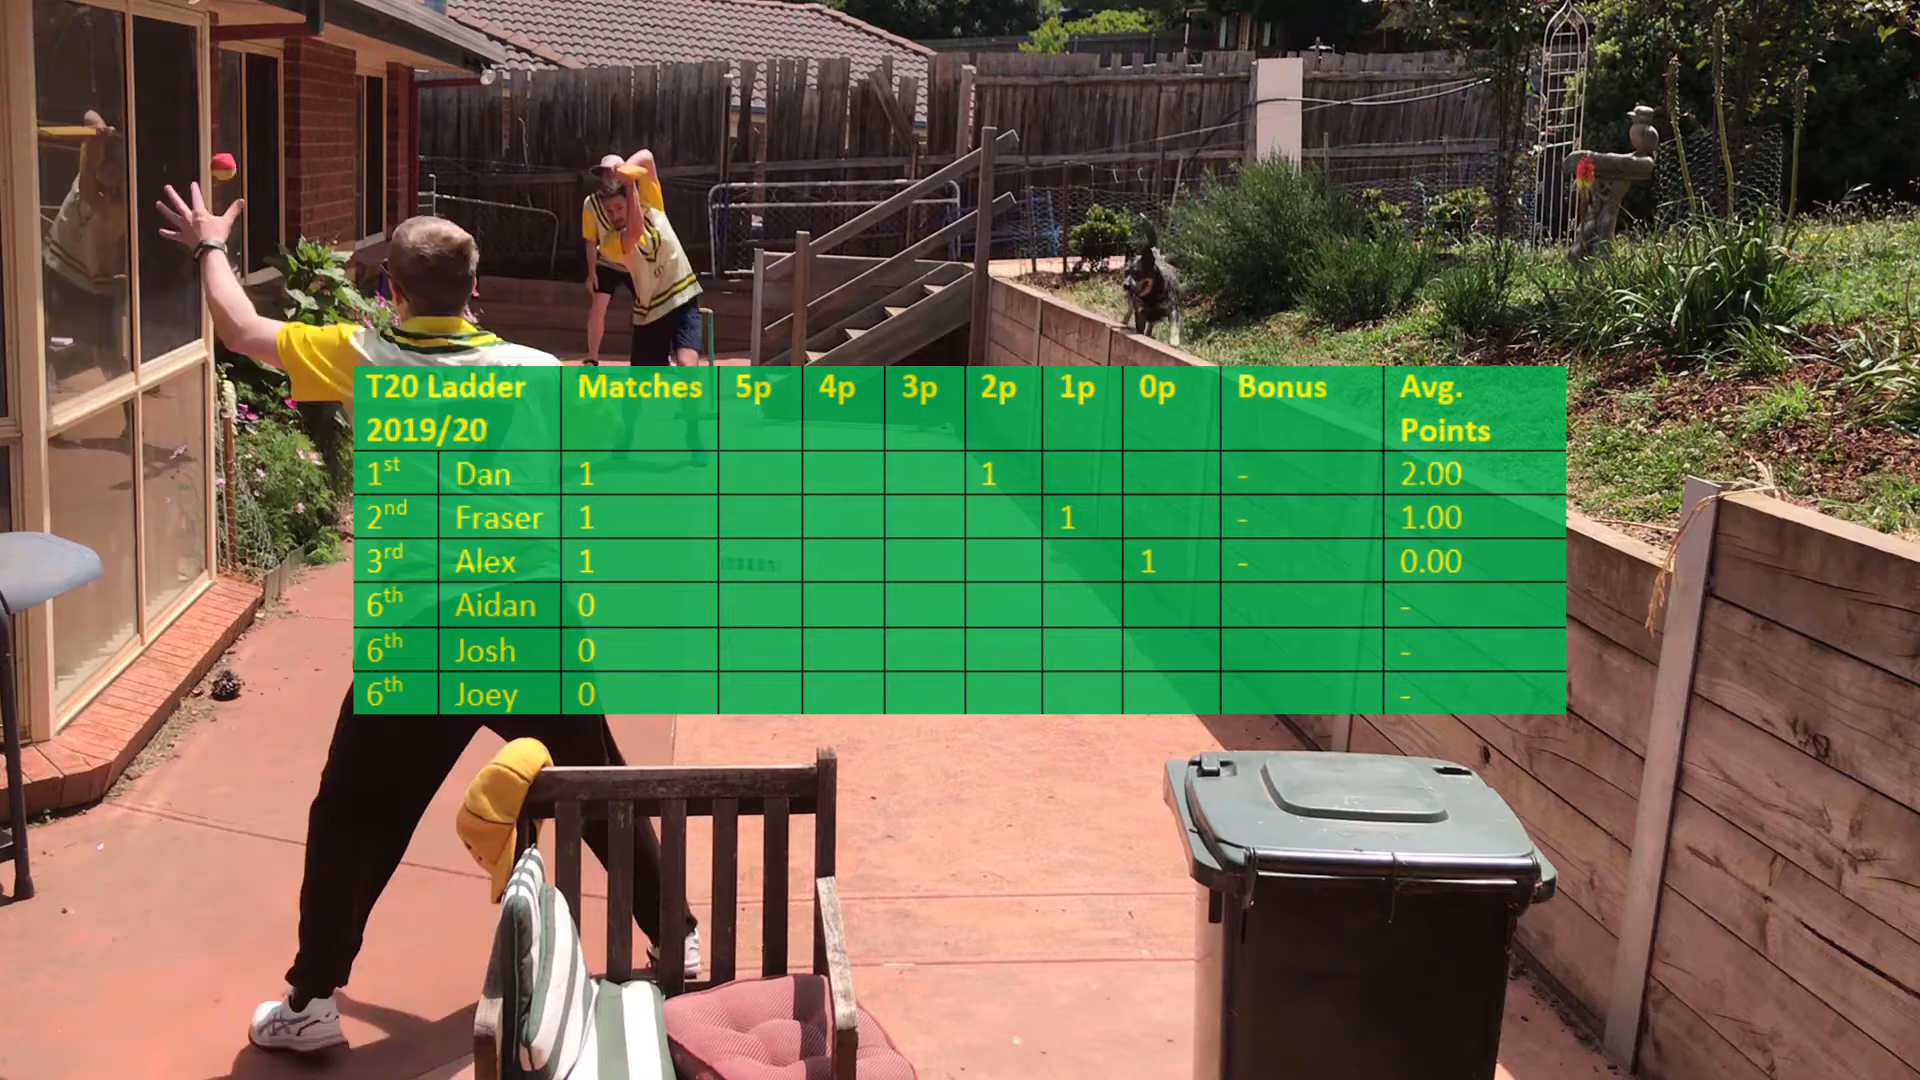 T20 Ladder 2019/20 Matches 5p 4p 3p 2p 1p 0p Bonus Avg. Points
1st Dan 1 1 - 2.00
2nd Fraser 1 1 - 1.00
3rd Alex 1 1 - 0.00
6th Aidan 0 -
6th Josh 0 -
6th Joey 0 -